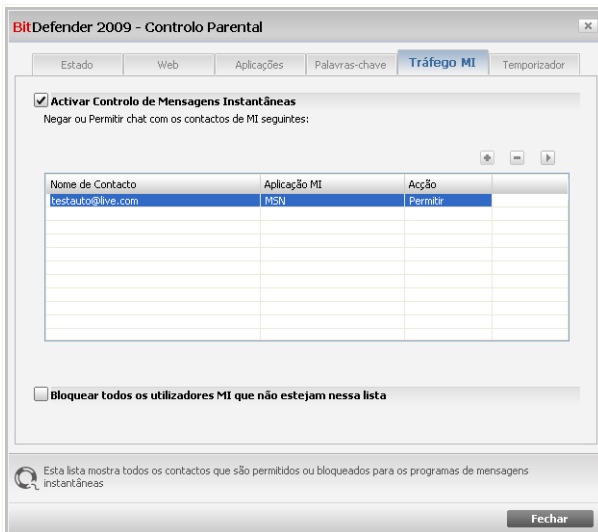 BitDefender 2009 - Controlo Parental
Estado Web Aplicações Palavras-chave Tráfego MI Temporizador
Activar Controlo de Mensagens Instantâneas
Negar ou Permitir chat com os contactos de MI seguintes:
Nome de Contacto Aplicação MI Acção
testauto@live.com MSN Permitir
Bloquear todos os utilizadores MI que não estejam nessa lista
Esta lista mostra todos os contactos que são permitidos ou bloqueados para os programas de mensagens
instantâneas
Fechar